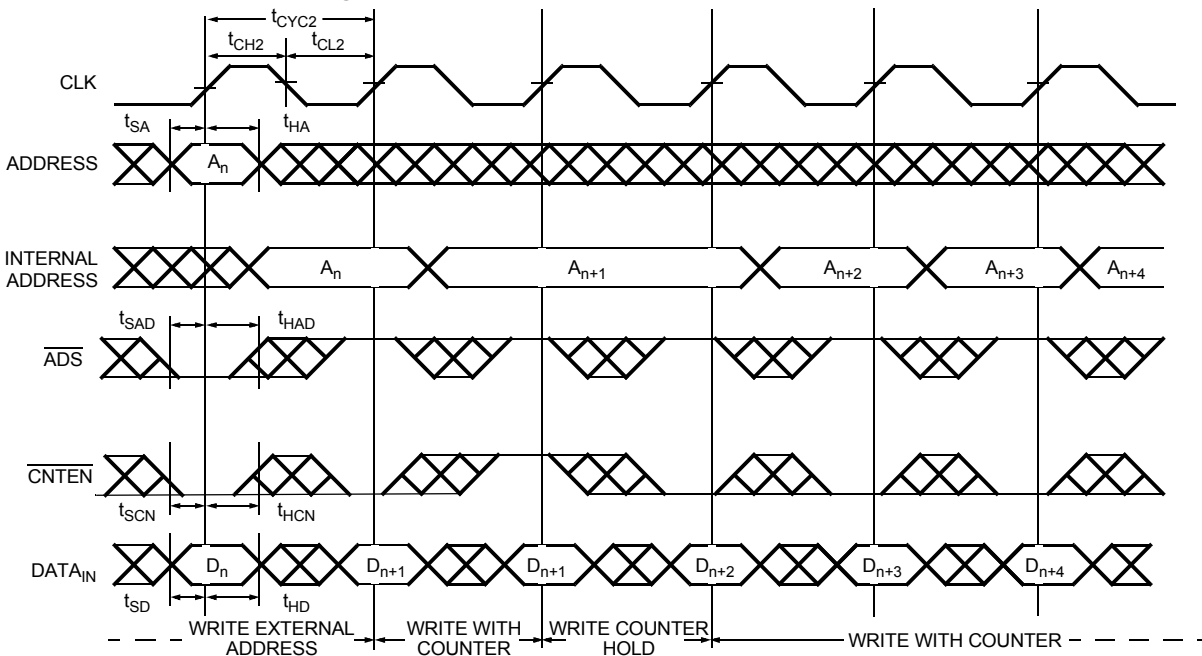 tCYC2
tCH2 tCL2
CLK
tSA tHA
ADDRESS An
INTERNAL
ADDRESS
An An+1 An+2 An+3 An+4
tSAD tHAD
ADS
CNTEN
tSCN tHCN
DATAIN Dn Dn+1 Dn+1 Dn+2 Dn+3 Dn+4
tSD tHD
WRITE EXTERNAL
ADDRESS
WRITE WITH
COUNTER
WRITE COUNTER
HOLD
WRITE WITH COUNTER